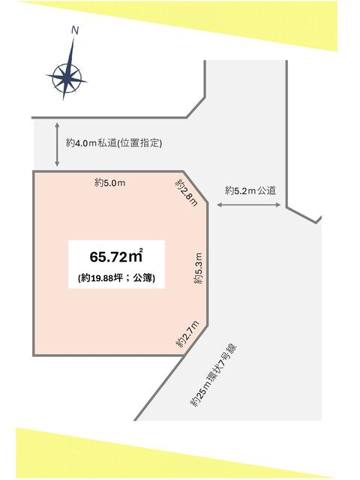 N
約4.0m私道(位置指定)
約5.0m
約2.8m
約5.2m公道
65.72㎡
(約19.88坪；公簿)
約5.3m
約2.7m
約25m環状7号線